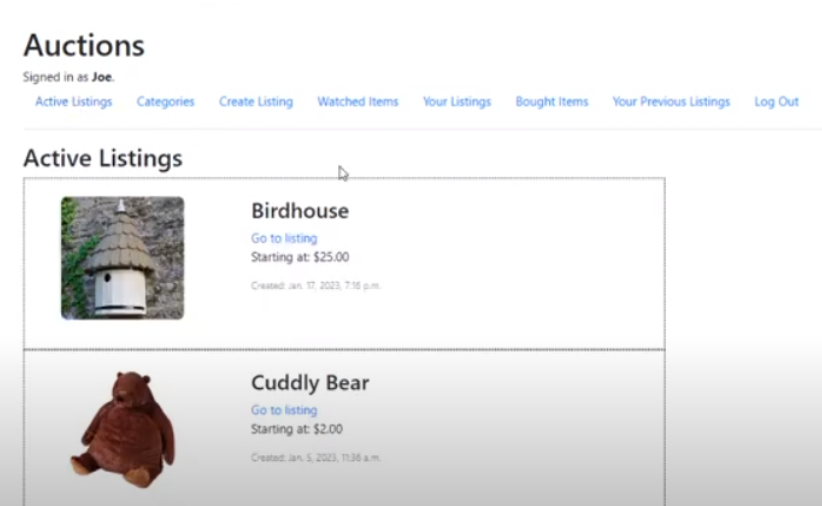 Auctions
Signed in as Joe.
Active Listings Categories Create Listing Watched Items Your Listings Bought Items Your Previous Listings Log Out
Active Listings
Birdhouse
Go to listing
Starting at: $25.00
Created: Jan. 17, 2023, 7:16 p.m.
Cuddly Bear
Go to listing
Starting at: $2.00
Created: Jan. 5, 2023, 11:36 a.m.